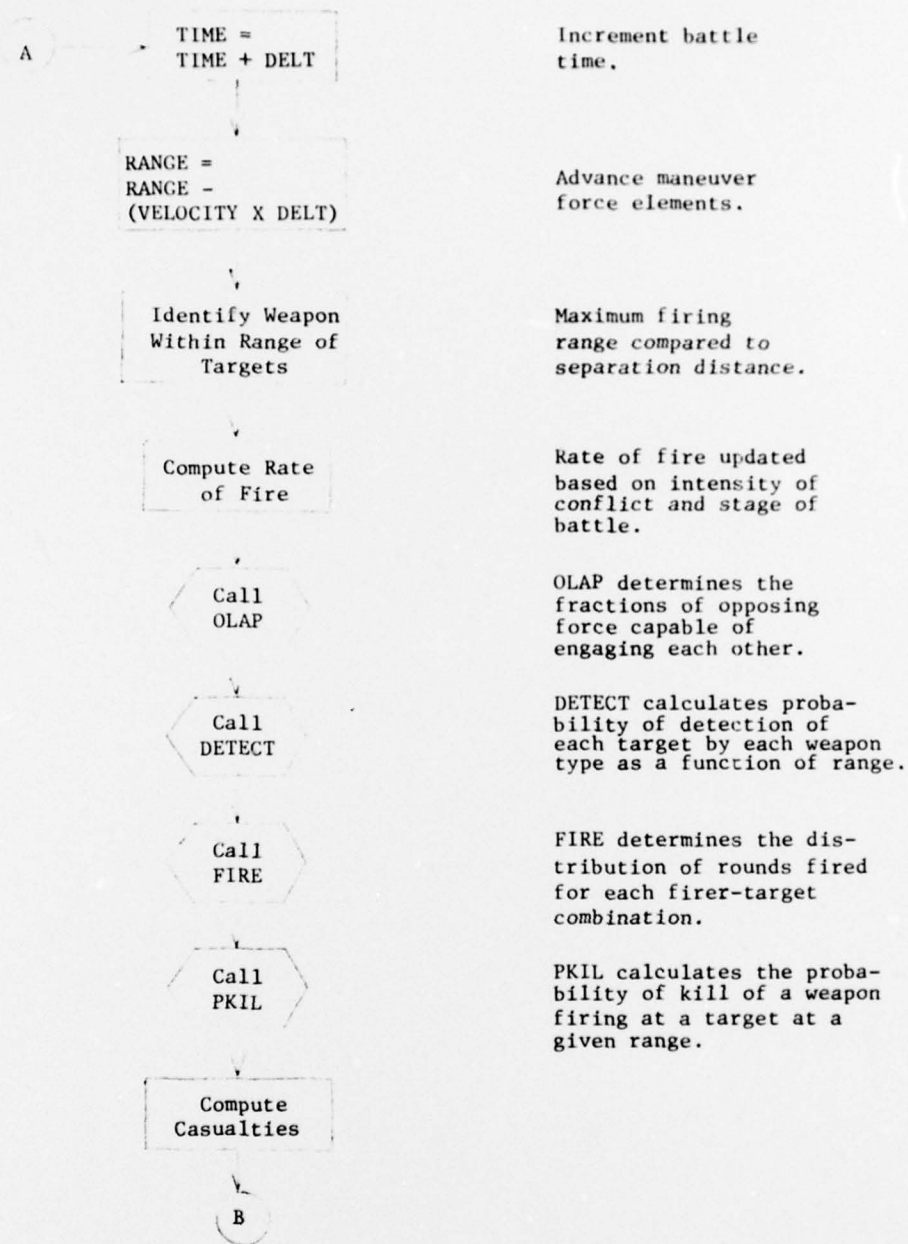 A
TIME =
TIME + DELT
Increment battle
time.
RANGE =
RANGE -
(VELOCITY X DELT)
Advance maneuver
force elements.
Identify Weapon
Within Range of
Targets
Maximum firing
range compared to
separation distance.
Compute Rate
of Fire
Rate of fire updated
based on intensity of
conflict and stage of
battle.
Call
OLAP
OLAP determines the
fractions of opposing
force capable of
engaging each other.
Call
DETECT
DETECT calculates proba-
bility of detection of
each target by each weapon
type as a function of range.
Call
FIRE
FIRE determines the dis-
tribution of rounds fired
for each firer-target
combination.
Call
PKIL
PKIL calculates the proba-
bility of kill of a weapon
firing at a target at a
given range.
Compute
Casualties
B